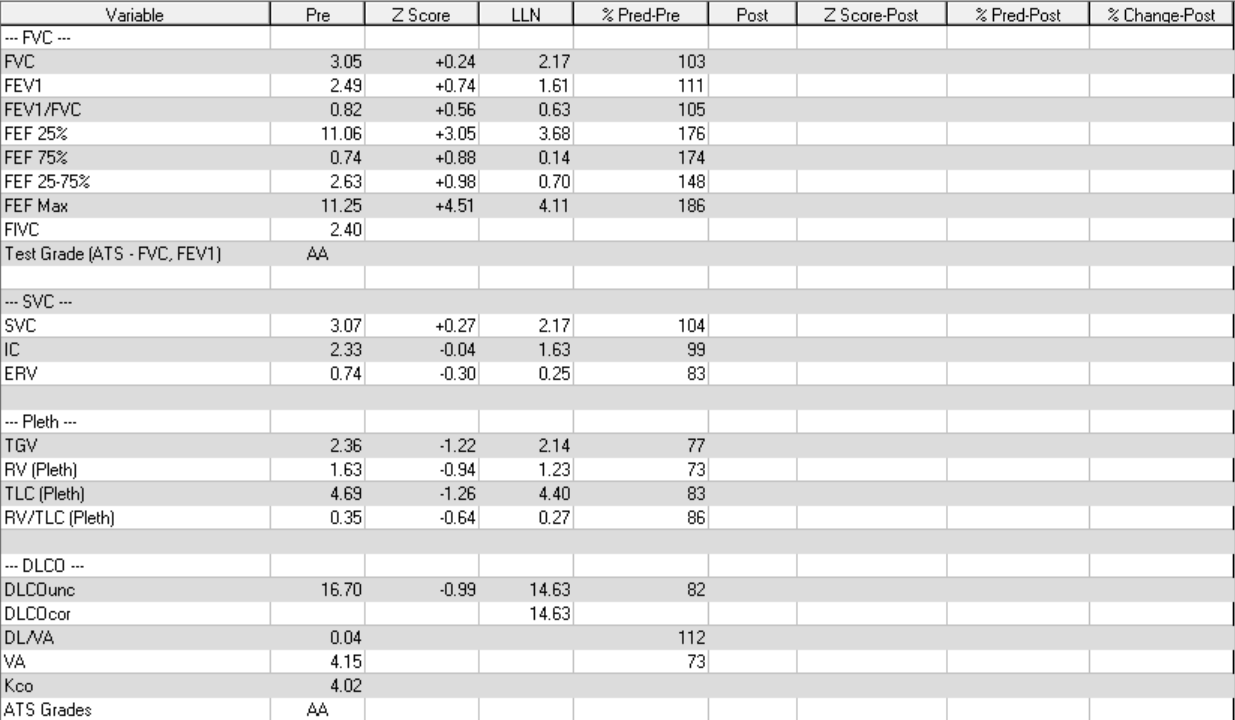 Variable Pre Z Score LLN % Pred-Pre Post Z Score-Post % Pred-Post % Change-Post
--- FVC ---
FVC 3.05 +0.24 2.17 103
FEV1 2.49 +0.74 1.61 111
FEV1/FVC 0.82 +0.56 0.63 105
FEF 25% 11.06 +3.05 3.68 176
FEF 75% 0.74 +0.88 0.14 174
FEF 25-75% 2.63 +0.98 0.70 148
FEF Max 11.25 +4.51 4.11 186
FIVC 2.40
Test Grade (ATS - FVC, FEV1) AA
--- SVC ---
SVC 3.07 +0.27 2.17 104
IC 2.33 -0.04 1.63 99
ERV 0.74 -0.30 0.25 83
--- Pleth ---
TGV 2.36 -1.22 2.14 77
RV (Pleth) 1.63 -0.94 1.23 73
TLC (Pleth) 4.69 -1.26 4.40 83
RV/TLC (Pleth) 0.35 -0.64 0.27 86
--- DLCO ---
DLCOunc 16.70 -0.99 14.63 82
DLCOcor 14.63
DL/VA 0.04 112
VA 4.15 73
Kco 4.02
ATS Grades AA